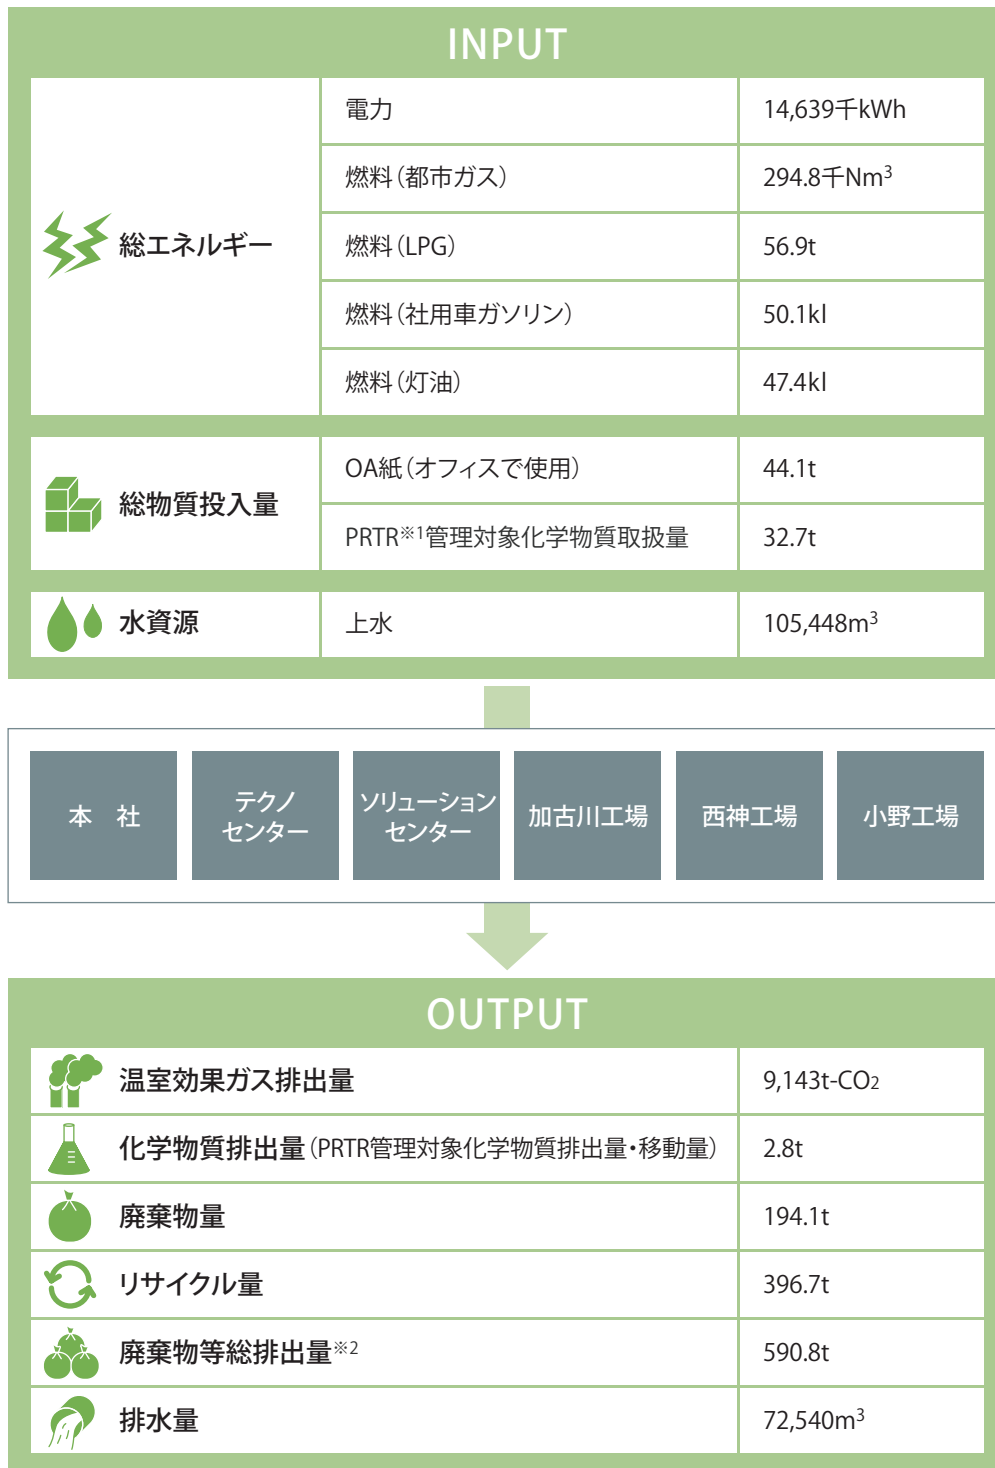 INPUT
総エネルギー
電力 14,639千kWh
燃料（都市ガス） 294.8千Nm3
燃料（LPG） 56.9t
燃料（社用車ガソリン） 50.1kl
燃料（灯油） 47.4kl
総物質投入量
OA紙（オフィスで使用） 44.1t
PRTR※1管理対象化学物質取扱量 32.7t
水資源 上水 105,448m3
本　社
テクノ
センター
ソリューション
センター
加古川工場
西神工場
小野工場
OUTPUT
温室効果ガス排出量 9,143t-CO2
化学物質排出量（PRTR管理対象化学物質排出量・移動量） 2.8t
廃棄物量 194.1t
リサイクル量 396.7t
廃棄物等総排出量※2 590.8t
排水量 72,540m3